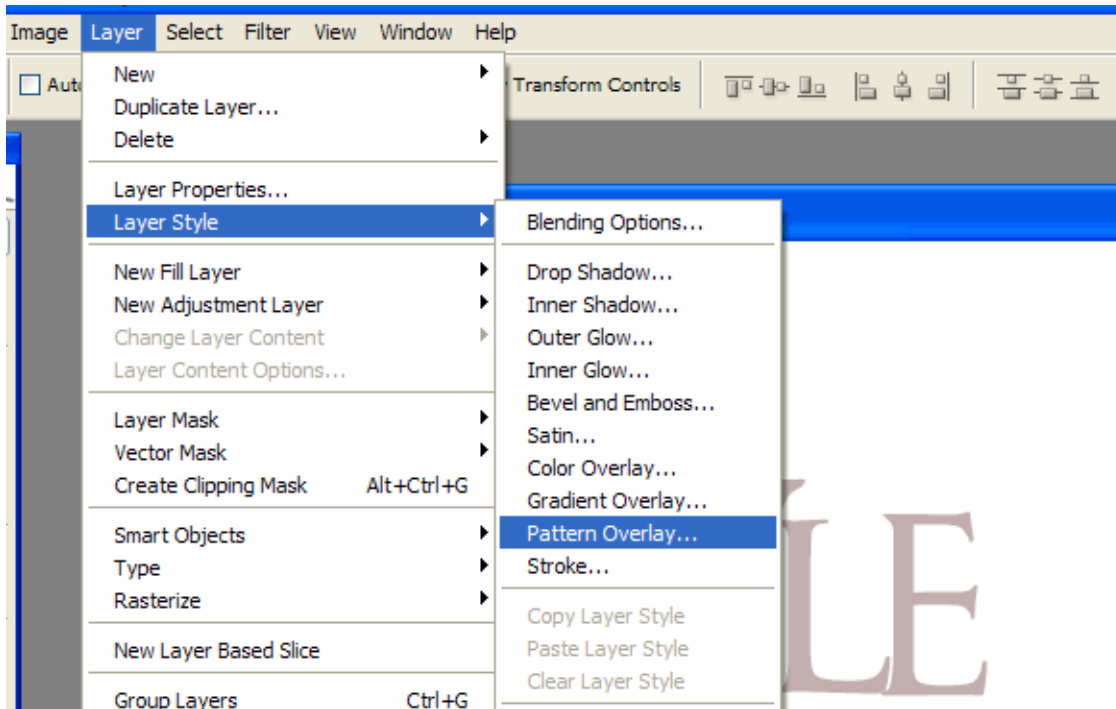 Image Layer Select Filter View Window Help
Transform Controls
New
Duplicate Layer...
Delete
Layer Properties...
Layer Style
New Fill Layer
New Adjustment Layer
Change Layer Content
Layer Content Options...
Layer Mask
Vector Mask
Create Clipping Mask Alt+Ctrl+G
Smart Objects
Type
Rasterize
New Layer Based Slice
Group Layers Ctrl+G
Blending Options...
Drop Shadow...
Inner Shadow...
Outer Glow...
Inner Glow...
Bevel and Emboss...
Satin...
Color Overlay...
Gradient Overlay...
Pattern Overlay...
Stroke...
Copy Layer Style
Paste Layer Style
Clear Layer Style
LE